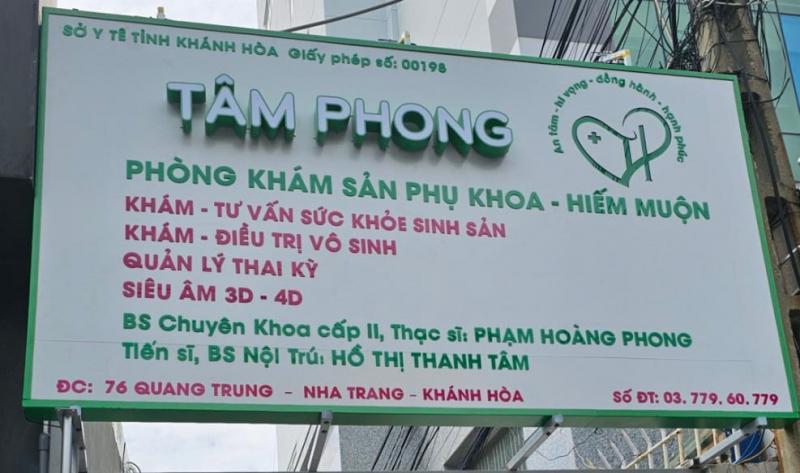 SỞ Y TẾ TỈNH KHÁNH HÒA Giấy phép số: 00198
An tâm - hi vọng - đồng hành - hạnh phúc
TÂM PHONG
PHÒNG KHÁM SẢN PHỤ KHOA - HIẾM MUỘN
KHÁM - TƯ VẤN SỨC KHỎE SINH SẢN
KHÁM - ĐIỀU TRỊ VÔ SINH
QUẢN LÝ THAI KỲ
SIÊU ÂM 3D - 4D
BS Chuyên Khoa cấp II, Thạc sĩ: PHẠM HOÀNG PHONG
Tiến sĩ, BS Nội Trú: HỒ THỊ THANH TÂM
ĐC: 76 QUANG TRUNG - NHA TRANG - KHÁNH HÒA
Số ĐT: 03. 779. 60. 779